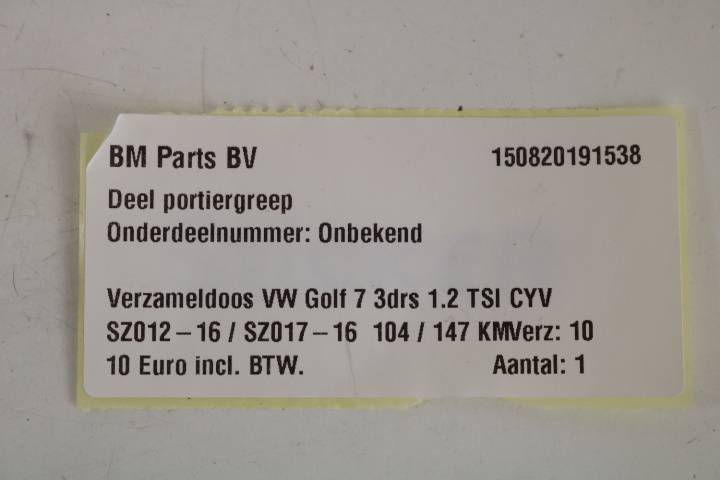 BM Parts BV 150820191538
Deel portiergreep
Onderdeelnummer: Onbekend
Verzameldoos VW Golf 7 3drs 1.2 TSI CYV
SZ012-16 / SZ017-16 104 / 147 KMVerz: 10
10 Euro incl. BTW. Aantal: 1